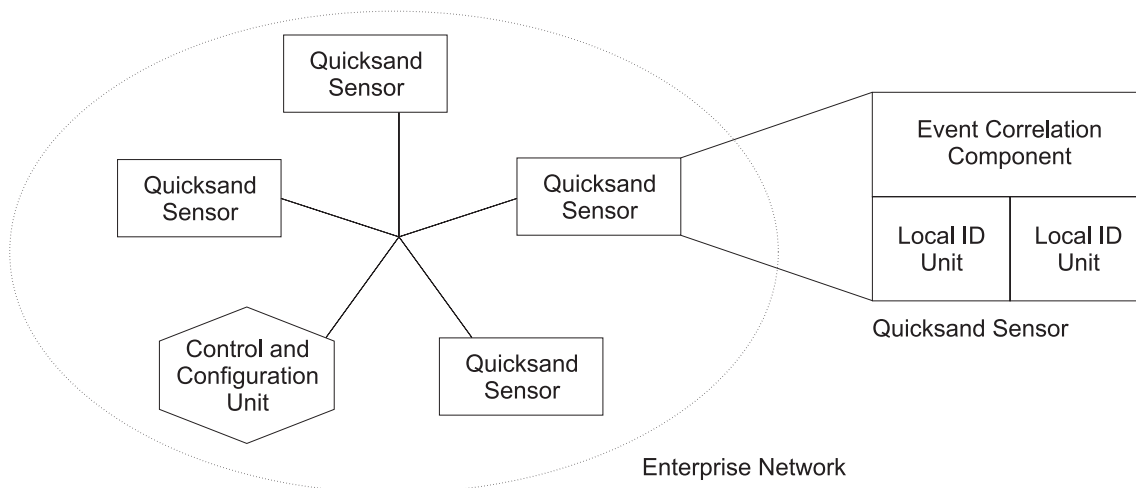 Quicksand
Sensor
Quicksand
Sensor
Quicksand
Sensor
Event Correlation
Component
Local ID
Unit
Local ID
Unit
Quicksand Sensor
Control and
Configuration
Unit
Quicksand
Sensor
Enterprise Network